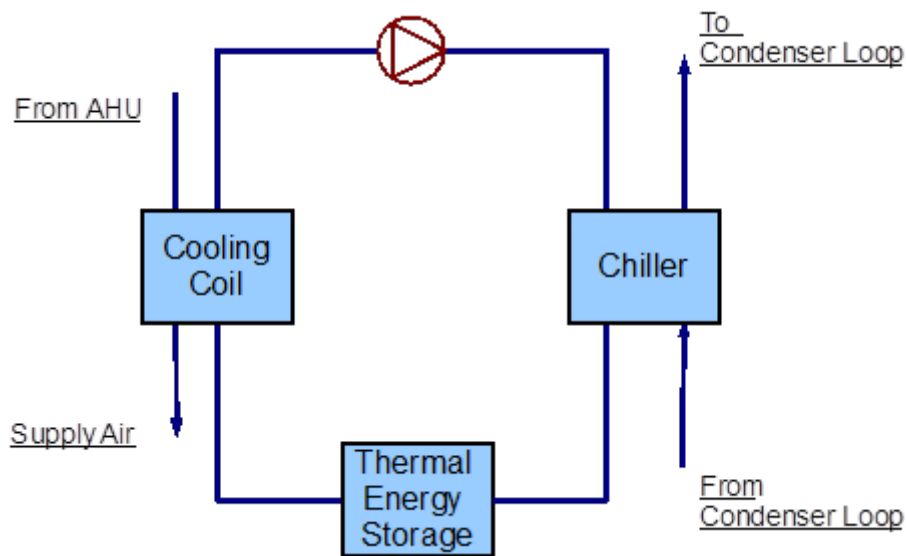 To
Condenser Loop
From AHU
Cooling
Coil
Chiller
Supply Air
Thermal
Energy
Storage
From
Condenser Loop